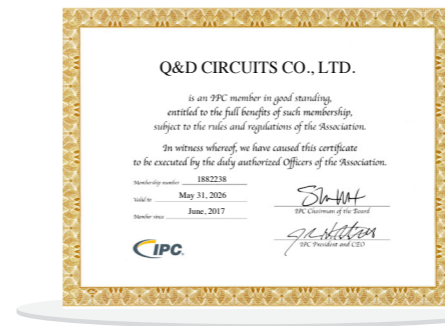 Q&D CIRCUITS CO., LTD.
is an IPC member in good standing,
entitled to the full benefits of such membership,
subject to the rules and regulations of the Association.
In witness whereof, we have caused this certificate
to be executed by the duly authorized Officers of the Association.
Membership number 1882238
Valid to May 31, 2026
Member since June, 2017
IPC Chairman of the Board
IPC President and CEO
IPC